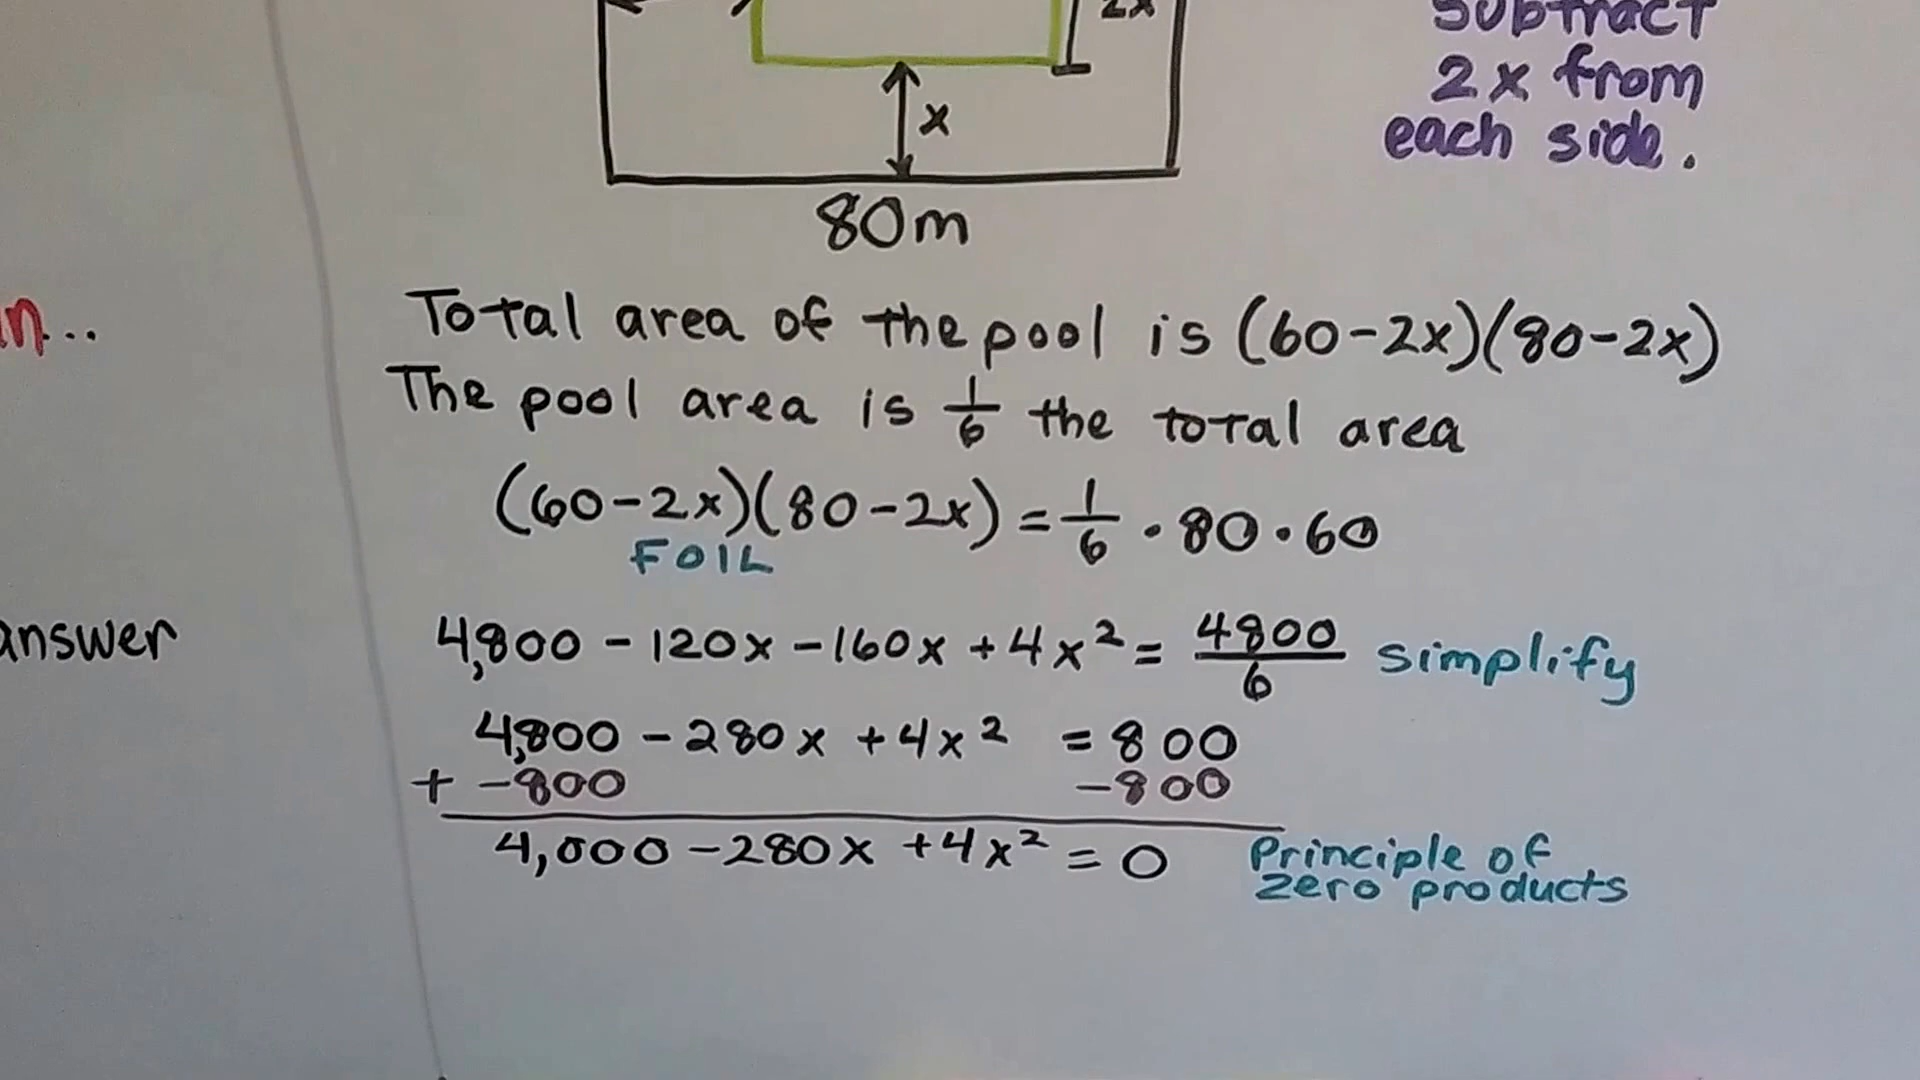 2x
subtract
2x from
each side.
x
80m
n...
Total area of the pool is (60-2x)(80-2x)
The pool area is 1/6 the total area
(60-2x)(80-2x) = 1/6 · 80 · 60
FOIL
answer
4,800 - 120x - 160x + 4x² = 4800/6 simplify
4,800 - 280x + 4x² = 800
+ -800 -800
4,000 - 280x + 4x² = 0
Principle of
zero products